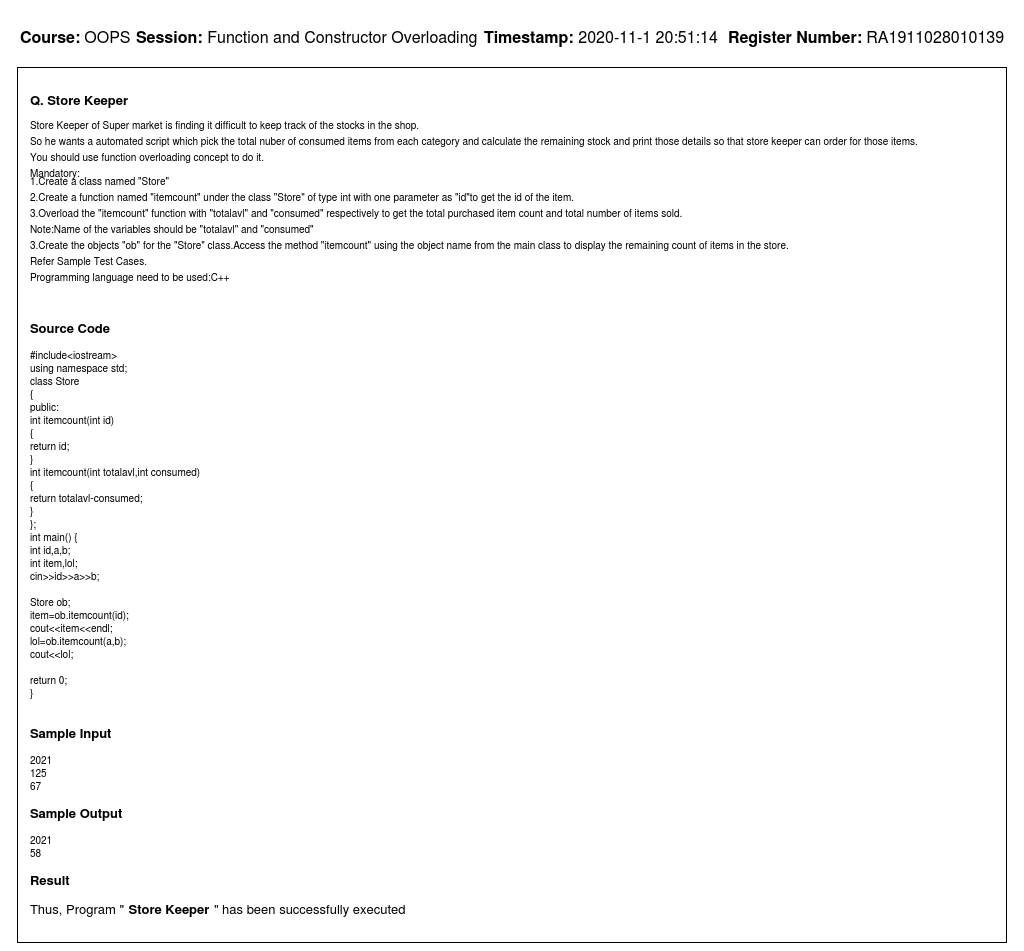 Course: OOPS Session: Function and Constructor Overloading Timestamp: 2020-11-1 20:51:14 Register Number: RA1911028010139
Q. Store Keeper
Store Keeper of Super market is finding it difficult to keep track of the stocks in the shop.
So he wants a automated script which pick the total nuber of consumed items from each category and calculate the remaining stock and print those details so that store keeper can order for those items.
You should use function overloading concept to do it.
Mandatory:
1.Create a class named "Store"
2.Create a function named "itemcount" under the class "Store" of type int with one parameter as "id"to get the id of the item.
3.Overload the "itemcount" function with "totalavl" and "consumed" respectively to get the total purchased item count and total number of items sold.
Note:Name of the variables should be "totalavl" and "consumed"
3.Create the objects "ob" for the "Store" class.Access the method "itemcount" using the object name from the main class to display the remaining count of items in the store.
Refer Sample Test Cases.
Programming language need to be used:C++
Source Code
#include<iostream>
using namespace std;
class Store
{
public:
int itemcount(int id)
{
return id;
}
int itemcount(int totalavl,int consumed)
{
return totalavl-consumed;
}
};
int main() {
int id,a,b;
int item,lol;
cin>>id>>a>>b;
Store ob;
item=ob.itemcount(id);
cout<<item<<endl;
lol=ob.itemcount(a,b);
cout<<lol;
return 0;
}
Sample Input
2021
125
67
Sample Output
2021
58
Result
Thus, Program " Store Keeper " has been successfully executed